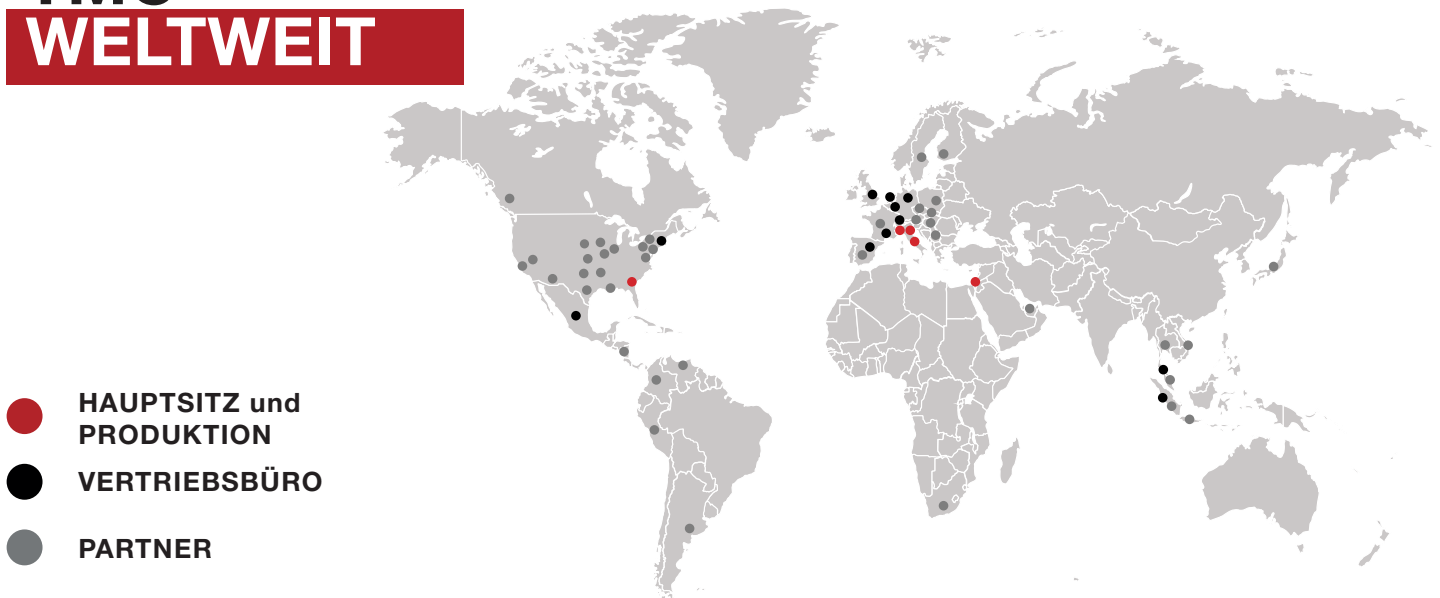 WELTWEIT
HAUPTSITZ und
PRODUKTION
VERTRIEBSBÜRO
PARTNER